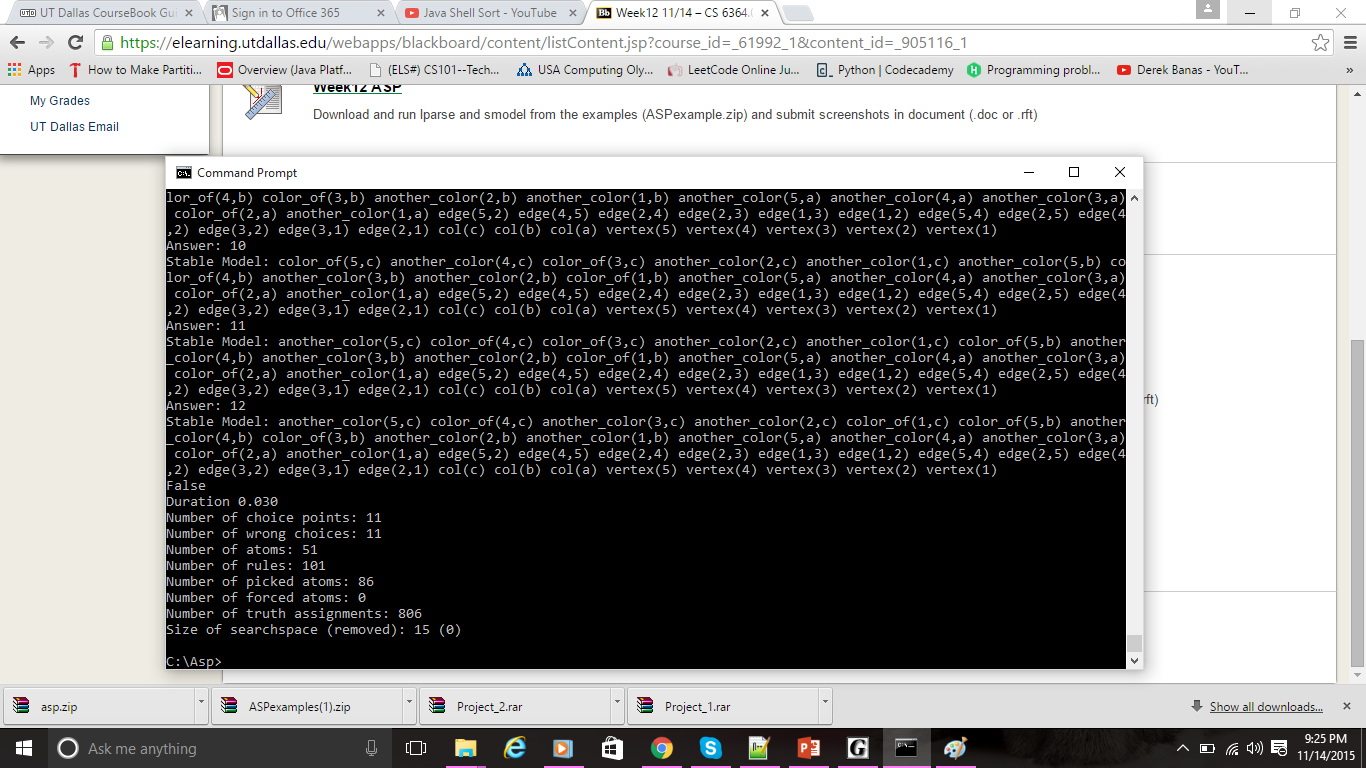 UT Dallas CourseBook Gui
Sign in to Office 365
Java Shell Sort - YouTube
Week12 11/14 – CS 6364.0
https://elearning.utdallas.edu/webapps/blackboard/content/listContent.jsp?course_id=_61992_1&content_id=_905116_1
Apps
How to Make Partiti...
Overview (Java Platf...
(ELS#) CS101--Tech...
USA Computing Oly...
LeetCode Online Ju...
Python | Codecademy
Programming probl...
Derek Banas - YouT...
»
My Grades
UT Dallas Email
Week12 ASP
Download and run lparse and smodel from the examples (ASPexample.zip) and submit screenshots in document (.doc or .rft)
Command Prompt
lor_of(4,b) color_of(3,b) another_color(2,b) another_color(1,b) another_color(5,a) another_color(4,a) another_color(3,a)
color_of(2,a) another_color(1,a) edge(5,2) edge(4,5) edge(2,4) edge(2,3) edge(1,3) edge(1,2) edge(5,4) edge(2,5) edge(4
,2) edge(3,2) edge(3,1) edge(2,1) col(c) col(b) col(a) vertex(5) vertex(4) vertex(3) vertex(2) vertex(1)
Answer: 10
Stable Model: color_of(5,c) another_color(4,c) color_of(3,c) another_color(2,c) another_color(1,c) another_color(5,b) co
lor_of(4,b) another_color(3,b) another_color(2,b) color_of(1,b) another_color(5,a) another_color(4,a) another_color(3,a)
color_of(2,a) another_color(1,a) edge(5,2) edge(4,5) edge(2,4) edge(2,3) edge(1,3) edge(1,2) edge(5,4) edge(2,5) edge(4
,2) edge(3,2) edge(3,1) edge(2,1) col(c) col(b) col(a) vertex(5) vertex(4) vertex(3) vertex(2) vertex(1)
Answer: 11
Stable Model: another_color(5,c) color_of(4,c) color_of(3,c) another_color(2,c) another_color(1,c) color_of(5,b) another
_color(4,b) another_color(3,b) another_color(2,b) color_of(1,b) another_color(5,a) another_color(4,a) another_color(3,a)
color_of(2,a) another_color(1,a) edge(5,2) edge(4,5) edge(2,4) edge(2,3) edge(1,3) edge(1,2) edge(5,4) edge(2,5) edge(4
,2) edge(3,2) edge(3,1) edge(2,1) col(c) col(b) col(a) vertex(5) vertex(4) vertex(3) vertex(2) vertex(1)
Answer: 12
Stable Model: another_color(5,c) color_of(4,c) another_color(3,c) another_color(2,c) color_of(1,c) color_of(5,b) another
_color(4,b) color_of(3,b) another_color(2,b) another_color(1,b) another_color(5,a) another_color(4,a) another_color(3,a)
color_of(2,a) another_color(1,a) edge(5,2) edge(4,5) edge(2,4) edge(2,3) edge(1,3) edge(1,2) edge(5,4) edge(2,5) edge(4
,2) edge(3,2) edge(3,1) edge(2,1) col(c) col(b) col(a) vertex(5) vertex(4) vertex(3) vertex(2) vertex(1)
False
Duration 0.030
Number of choice points: 11
Number of wrong choices: 11
Number of atoms: 51
Number of rules: 101
Number of picked atoms: 86
Number of forced atoms: 0
Number of truth assignments: 806
Size of searchspace (removed): 15 (0)
C:\Asp>
rft)
asp.zip
ASPexamples(1).zip
Project_2.rar
Project_1.rar
Show all downloads...
Ask me anything
9:25 PM
11/14/2015